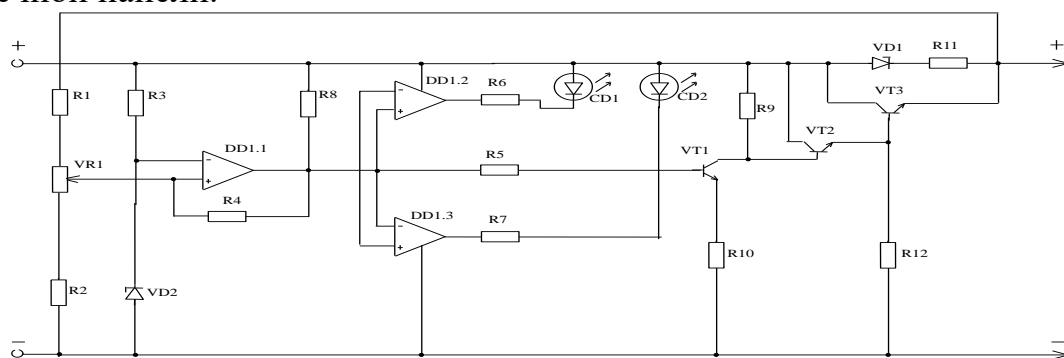 +
C
+
VD1
R11
R1
R3
R8
DD1.2
R6
CD1
CD2
R9
VT3
VR1
DD1.1
R5
VT1
VT2
R4
DD1.3
R7
R10
R12
R2
VD2
C